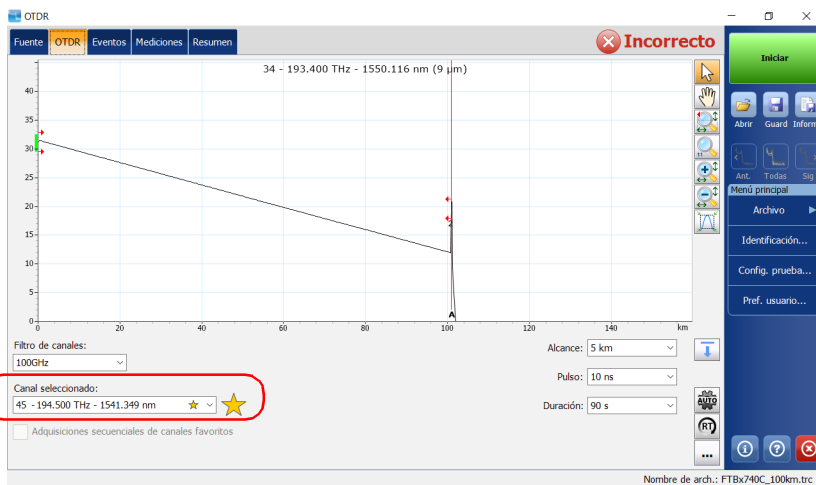 OTDR
Fuente OTDR Eventos Mediciones Resumen
Incorrecto
34 - 193.400 THz - 1550.116 nm (9 µm)
40
35
30
25
20
15
10
5
0
2
A
0 20 40 60 80 100 120 140 km
Filtro de canales:
100GHz
Canal seleccionado:
45 - 194.500 THz - 1541.349 nm
Adquisiciones secuenciales de canales favoritos
Alcance: 5 km
Pulso: 10 ns
Duración: 90 s
AUTO
RT
...
Iniciar
Abrir Guard Inform
Ant. Todas Sig
Menú principal
Archivo
Identificación...
Config. prueba...
Pref. usuario...
Nombre de arch.: FTBx740C_100km.trc